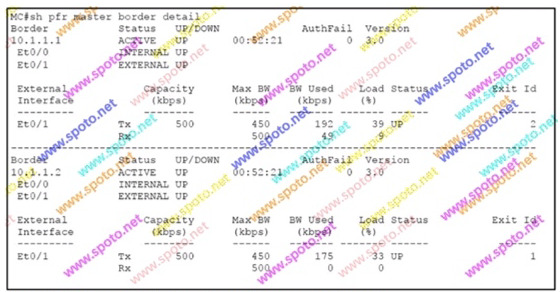 MC#sh pfr master border detail
Border Status UP/DOWN AuthFail Version
10.1.1.1 ACTIVE UP 00:52:21 0 3.0
Et0/0 INTERNAL UP
Et0/1 EXTERNAL UP
External Capacity Max BW BW Used Load Status Exit Id
Interface (kbps) (kbps) (kbps) (%)
Et0/1 Tx 500 450 192 39 UP 2
Rx 500 49 9
Border Status UP/DOWN AuthFail Version
10.1.1.2 ACTIVE UP 00:52:21 0 3.0
Et0/0 INTERNAL UP
Et0/1 EXTERNAL UP
External Capacity Max BW BW Used Load Status Exit Id
Interface (kbps) (kbps) (kbps) (%)
Et0/1 Tx 500 450 175 33 UP 1
Rx 500 0 0
www.spoto.net